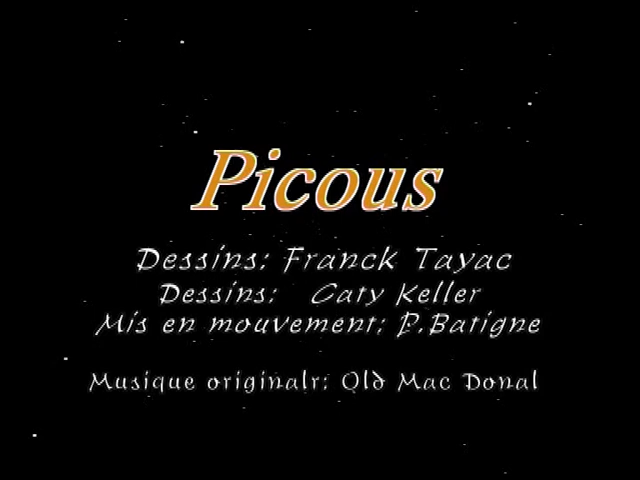 Picous
Dessins: Franck Tayac
Dessins: Caty Keller
Mis en mouvement: P.Batigne
Musique originalr: Old Mac Donal